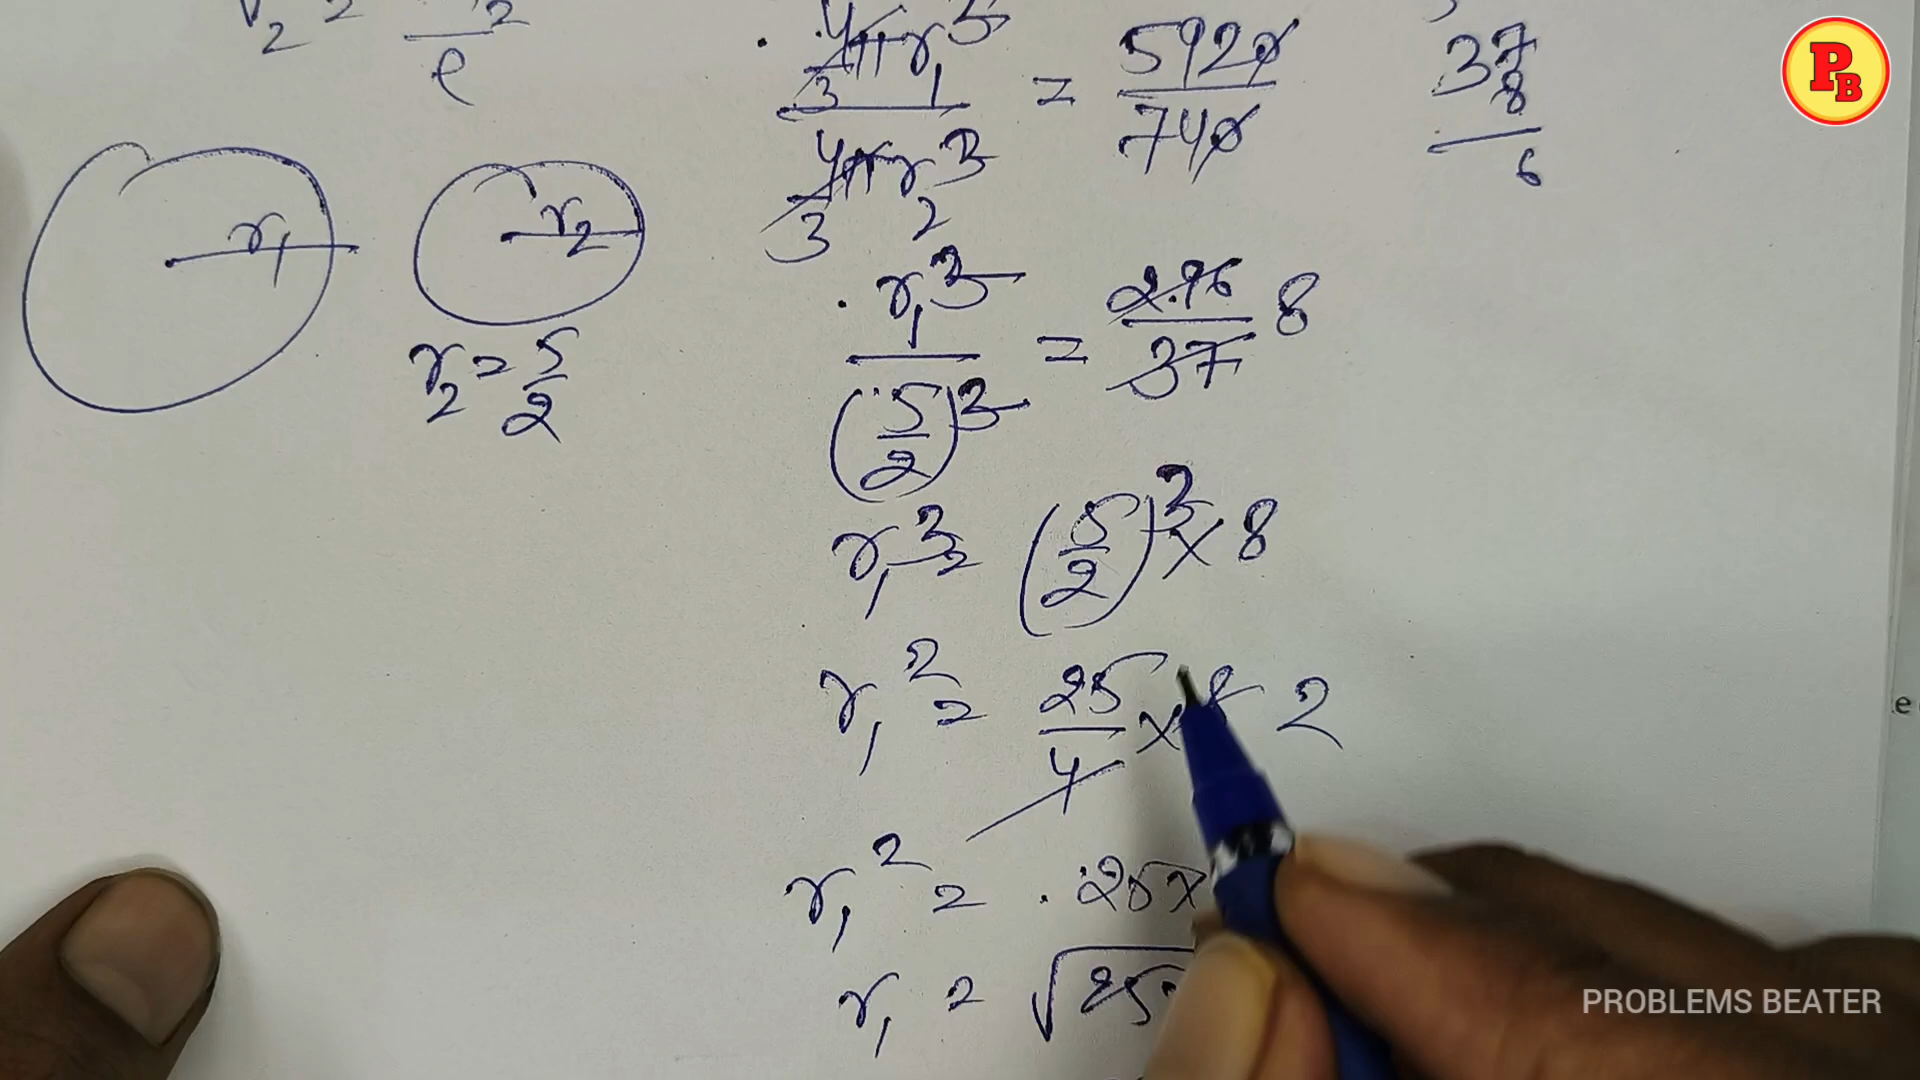 PB
4/3 π r₁³ / 4/3 π r₂³ = 5920/740
37
8
6
r₁
r₂
r₂ = 5/2
r₁³ / (5/2)³ = 296/37 8
r₁³ = (5/2)³ × 8
r₁² = 25/4 × 8 2
r₁² = 25 ×
r₁ = √25
PROBLEMS BEATER